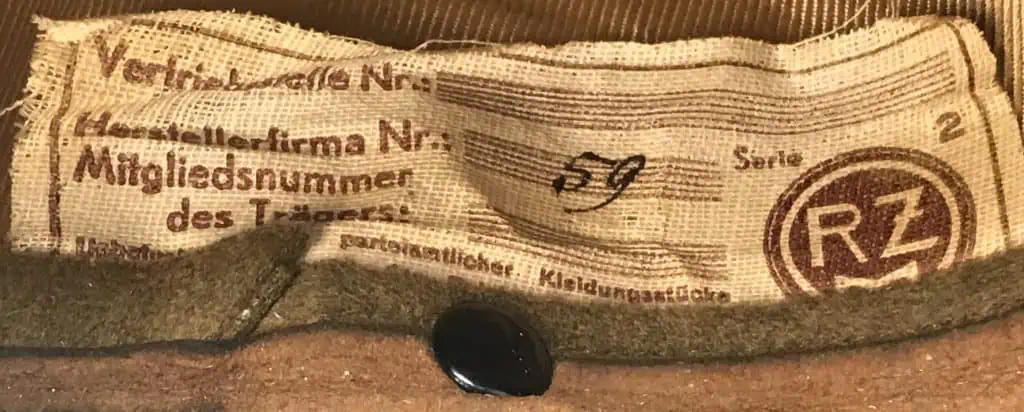 Vertriebsstelle Nr.:
Herstellerfirma Nr.: 59
Mitgliedsnummer
des Trägers:
parteiamtlicher Kleidungsstücke
Serie 2
RZ